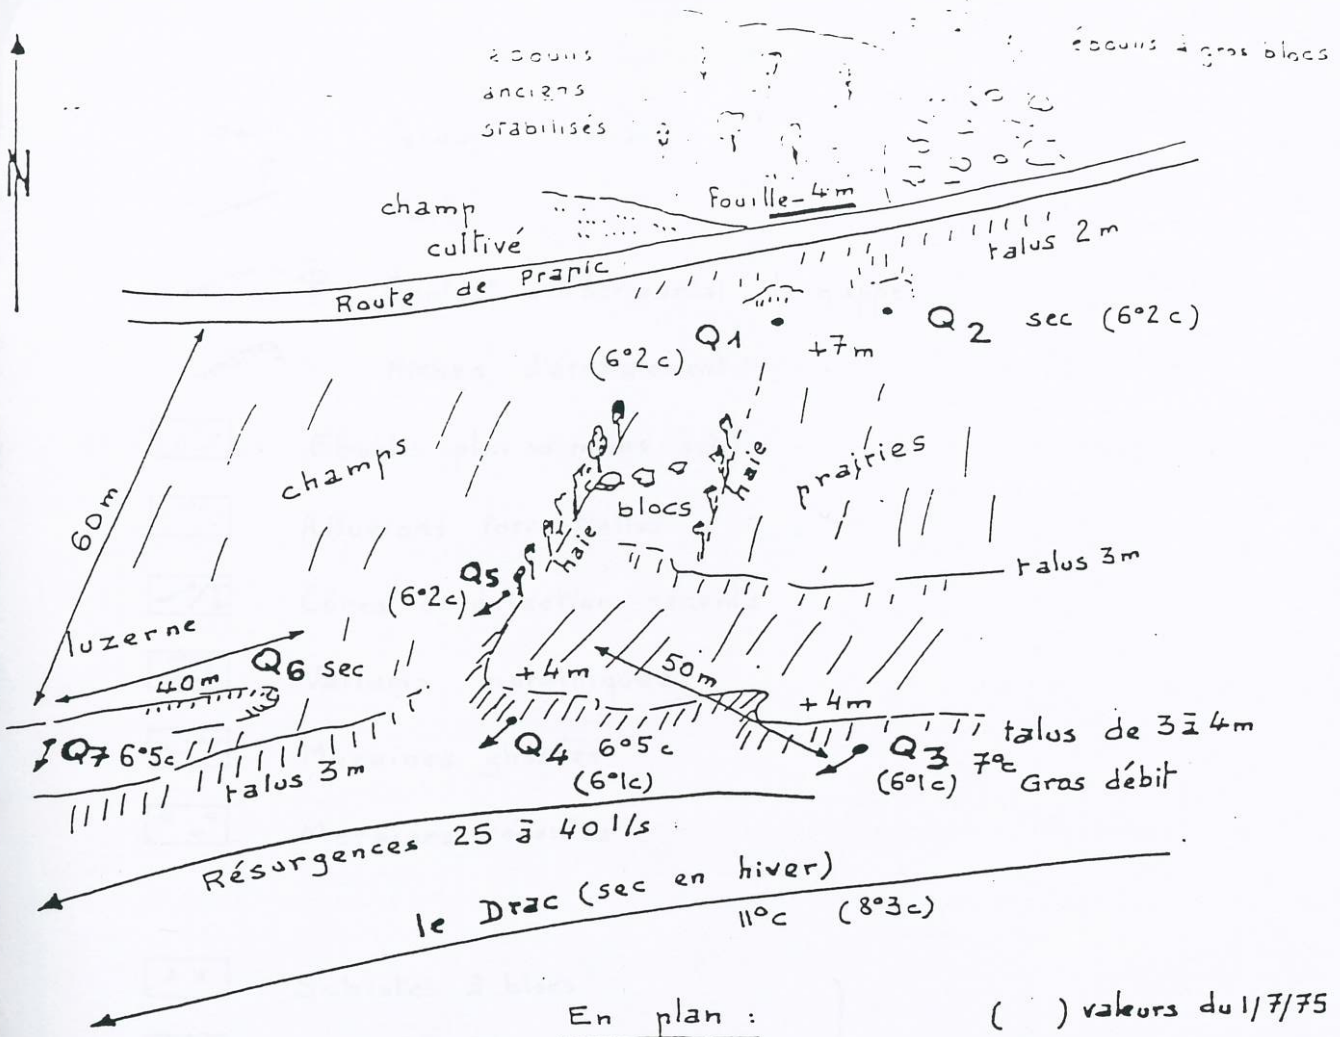 éboulis
anciens
stabilisés
éboulis à gros blocs
N
champ
cultivé
Fouille-4m
talus 2m
Route de Prapic
Q1
(6°2c)
+7m
Q2 sec (6°2c)
champs
haie
blocs
haie
prairies
60m
talus 3m
Q5
(6°2c)
luzerne
40m
Q6 sec
+4m
50m
+4m
talus de 3 à 4m
Q7 6°5c
talus 3m
Q4 6°5c
(6°1c)
Q3 7°c
(6°1c)
Gros débit
Résurgences 25 à 40 l/s
le Drac (sec en hiver)
11°c (8°3c)
En plan :
( ) valeurs du 1/7/75